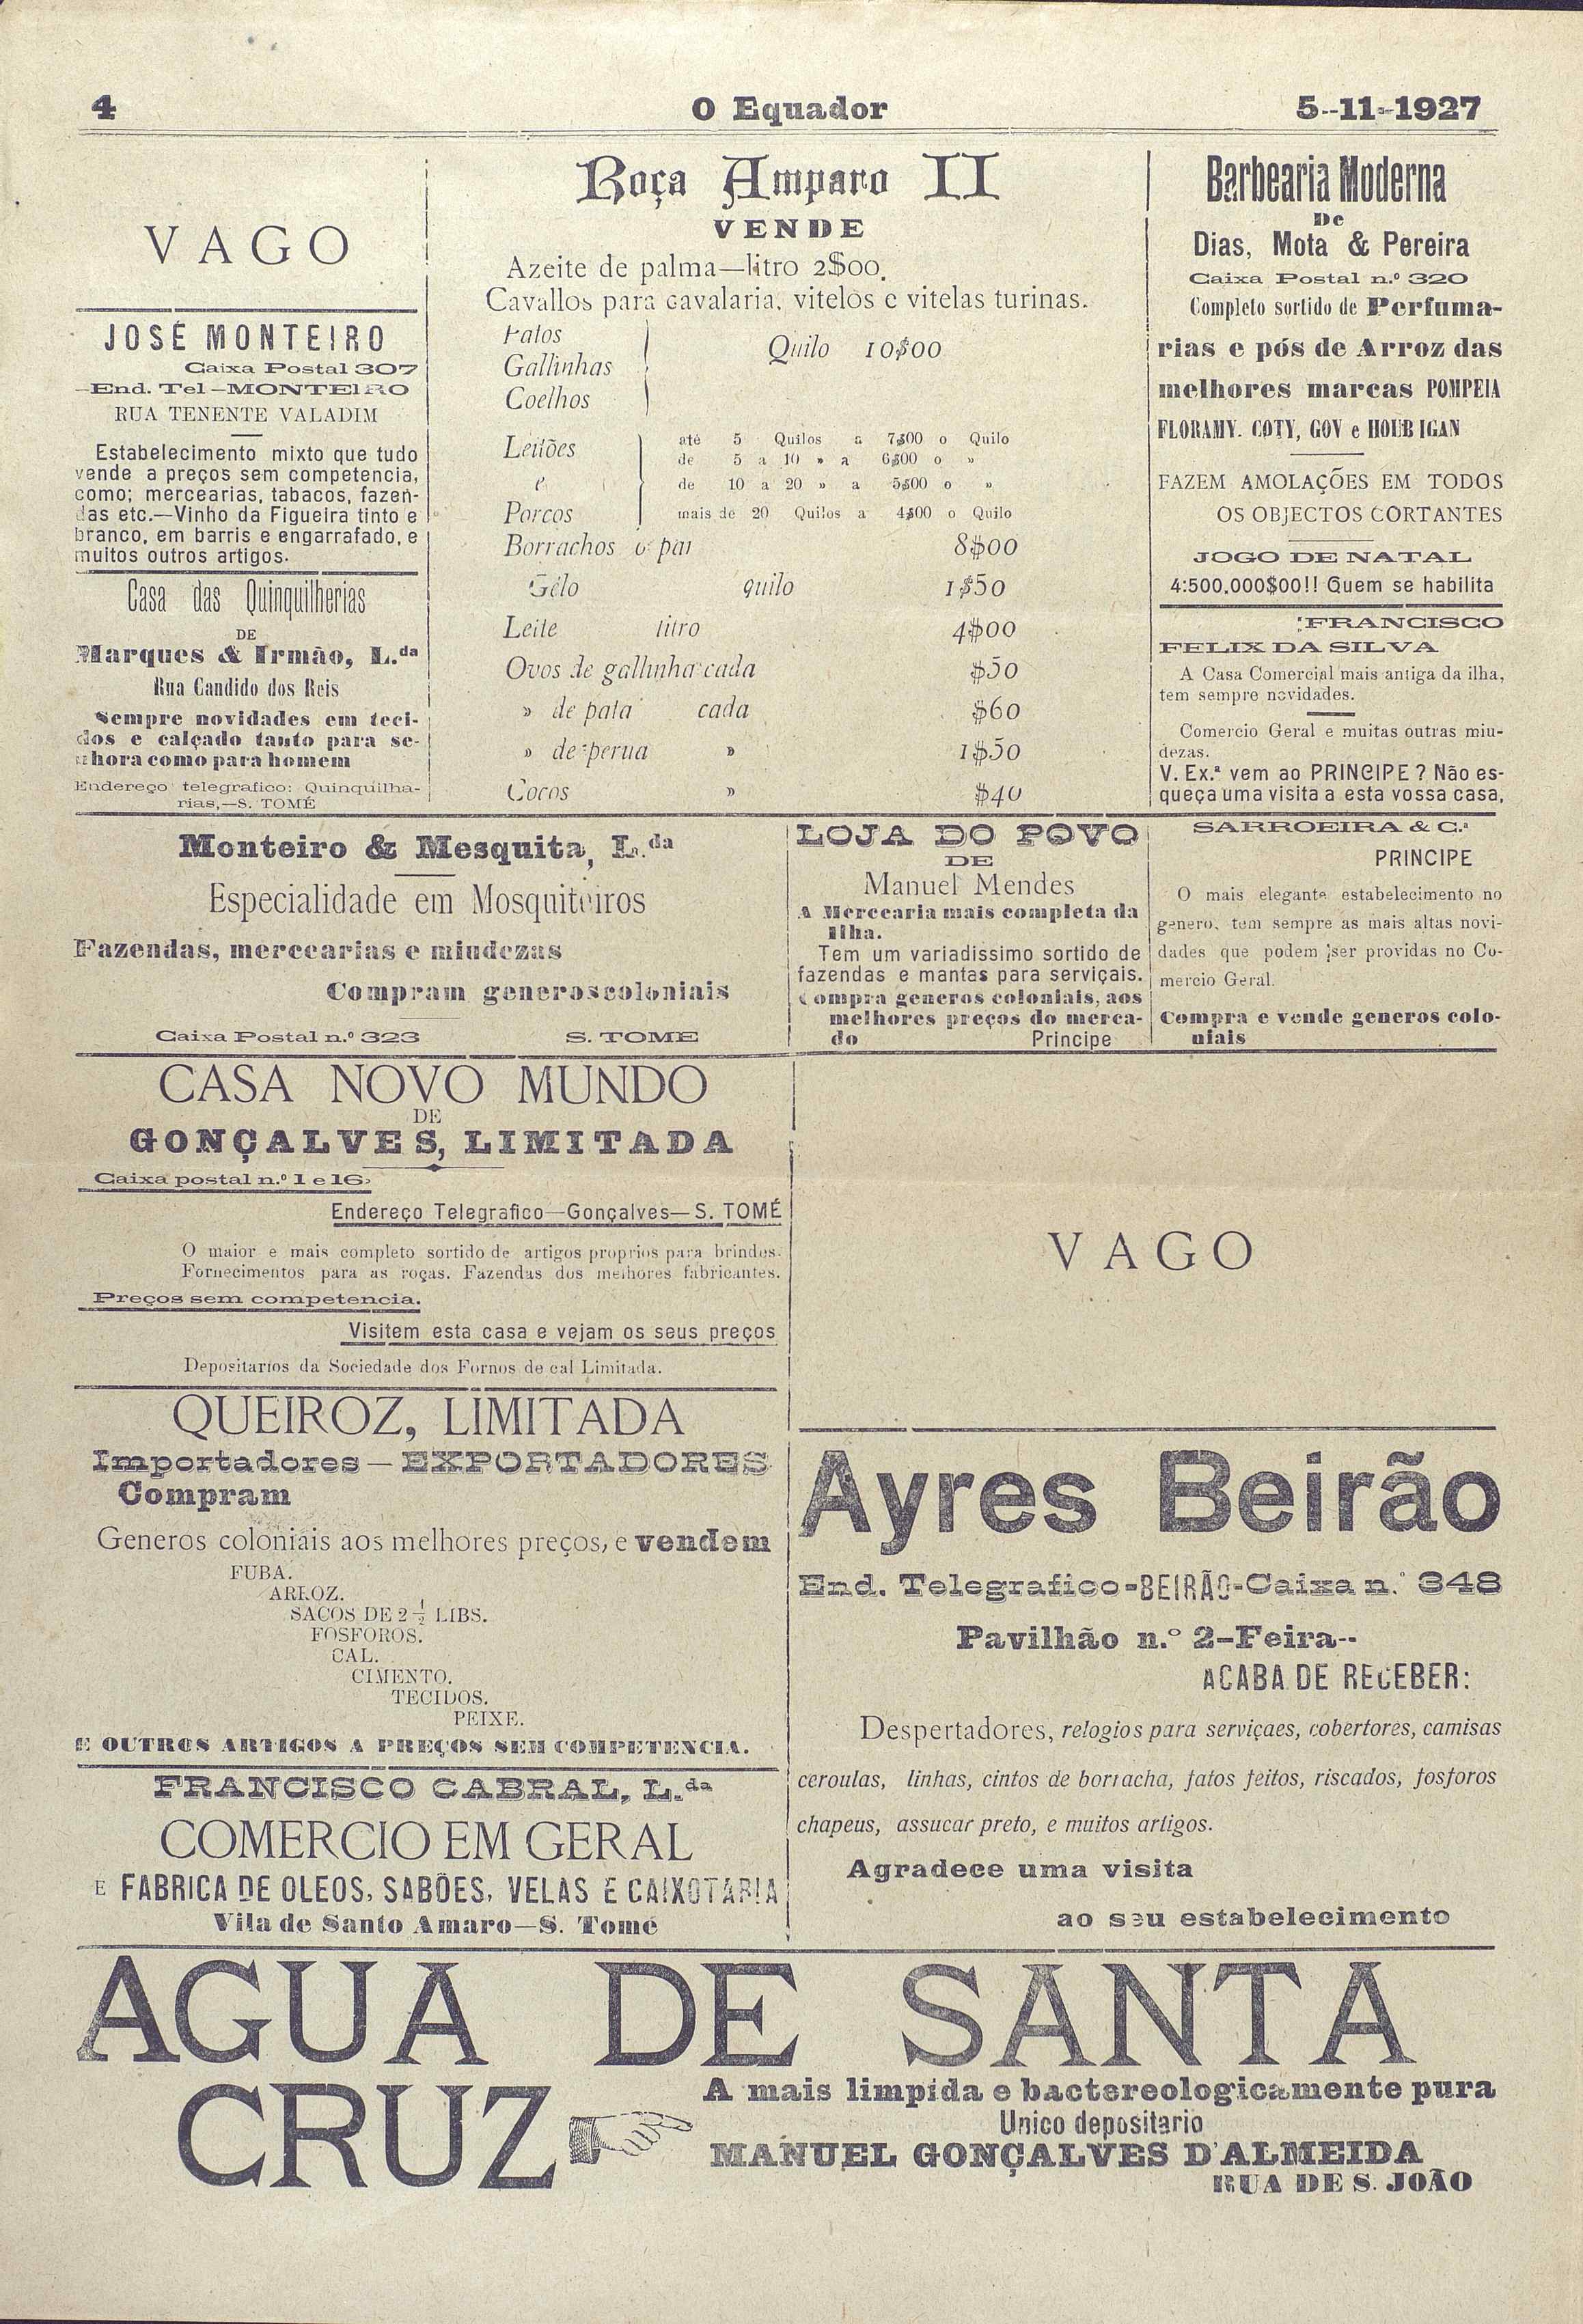 4
O Equador
5--11-1927
VAGO
JOSÉ MONTEIRO
Caixa Postal 307
—End. Tel—MONTEIRO
RUA TENENTE VALADIM
Estabelecimento mixto que tudo
vende a preços sem competencia,
como; mercearias, tabacos, fazen-
das etc.—Vinho da Figueira tinto e
branco, em barris e engarrafado, e
muitos outros artigos.
Casa das Quinquilherias
DE
Marques & Irmão, L.da
Rua Candido dos Reis
Sempre novidades em teci-
dos e calçado tanto para se-
nhora como para homem
Endereço telegrafico: Quinquilha-
rias,—S. TOMÉ
Roça Amparo II
VENDE
Azeite de palma—litro 2$00.
Cavallos para cavalaria, vitelos e vitelas turinas.
Patos
Gallinhas
Coelhos
Quilo 10$00
Leitões
e
Porcos
até 5 Quilos a 7$00 o Quilo
de 5 a 10 » a 6$00 o »
de 10 a 20 » a 5$00 o »
mais de 20 Quilos a 4$00 o Quilo
Borrachos o par 8$00
Gelo quilo 1$50
Leite litro 4$00
Ovos de gallinha cada $50
» de pata cada $60
» de perua » 1$50
Cocos » $40
Barbearia Moderna
De
Dias, Mota & Pereira
Caixa Postal n.º 320
Completo sortido de Perfuma-
rias e pós de Arroz das
melhores marcas POMPEIA
FLORAMY. COTY, GOV e HOUBIGAN
FAZEM AMOLAÇÕES EM TODOS
OS OBJECTOS CORTANTES
JOGO DE NATAL
4:500.000$00!! Quem se habilita
FRANCISCO
FELIX DA SILVA
A Casa Comercial mais antiga da ilha,
tem sempre novidades.
Comercio Geral e muitas outras miu-
dezas.
V. Ex.ª vem ao PRINCIPE? Não es-
queça uma visita a esta vossa casa,
Monteiro & Mesquita, L.da
Especialidade em Mosquiteiros
Fazendas, mercearias e miudezas
Compram generoscoloniais
Caixa Postal n.º 323 S. TOME
LOJA DO POVO
DE
Manuel Mendes
A Mercearia mais completa da
Ilha.
Tem um variadissimo sortido de
fazendas e mantas para serviçais.
Compra generos coloniais, aos
melhores preços do merca-
do Principe
SARROEIRA & C.ª
PRINCIPE
O mais elegante estabelecimento no
genero, tem sempre as mais altas novi-
dades que podem ser providas no Co-
mercio Geral.
Compra e vende generos colo-
niais
CASA NOVO MUNDO
DE
GONÇALVES, LIMITADA
Caixa postal n.º 1 e 16
Endereço Telegrafico—Gonçalves—S. TOMÉ
O maior e mais completo sortido de artigos proprios para brindes.
Fornecimentos para as roças. Fazendas dos melhores fabricantes.
Preços sem competencia.
Visitem esta casa e vejam os seus preços
Depositarios da Sociedade dos Fornos de cal Limitada.
VAGO
QUEIROZ, LIMITADA
Importadores—EXPORTADORES
Compram
Generos coloniais aos melhores preços, e vendem
FUBA.
ARROZ.
SACOS DE 2 ½ LIBS.
FOSFOROS.
CAL.
CIMENTO.
TECIDOS.
PEIXE.
E OUTROS ARTIGOS A PREÇOS SEM COMPETENCIA.
FRANCISCO CABRAL, L.da
COMERCIO EM GERAL
E FABRICA DE OLEOS, SABÕES, VELAS E CAIXOTARIA
Vila de Santo Amaro—S. Tomé
Ayres Beirão
End. Telegrafico-BEIRÃO-Caixa n.º 348
Pavilhão n.º 2-Feira--
ACABA DE RECEBER:
Despertadores, relogios para serviçaes, cobertores, camisas
ceroulas, linhas, cintos de borracha, fatos feitos, riscados, fosforos
chapeus, assucar preto, e muitos artigos.
Agradece uma visita
ao seu estabelecimento
AGUA DE SANTA
CRUZ
A mais limpida e bactereologicamente pura
Unico depositario
MANUEL GONÇALVES D'ALMEIDA
RUA DE S. JOÃO